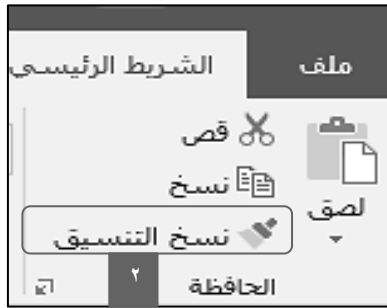 ملف الشريط الرئيسي
لصق
قص
نسخ
نسخ التنسيق
٢
الحافظة